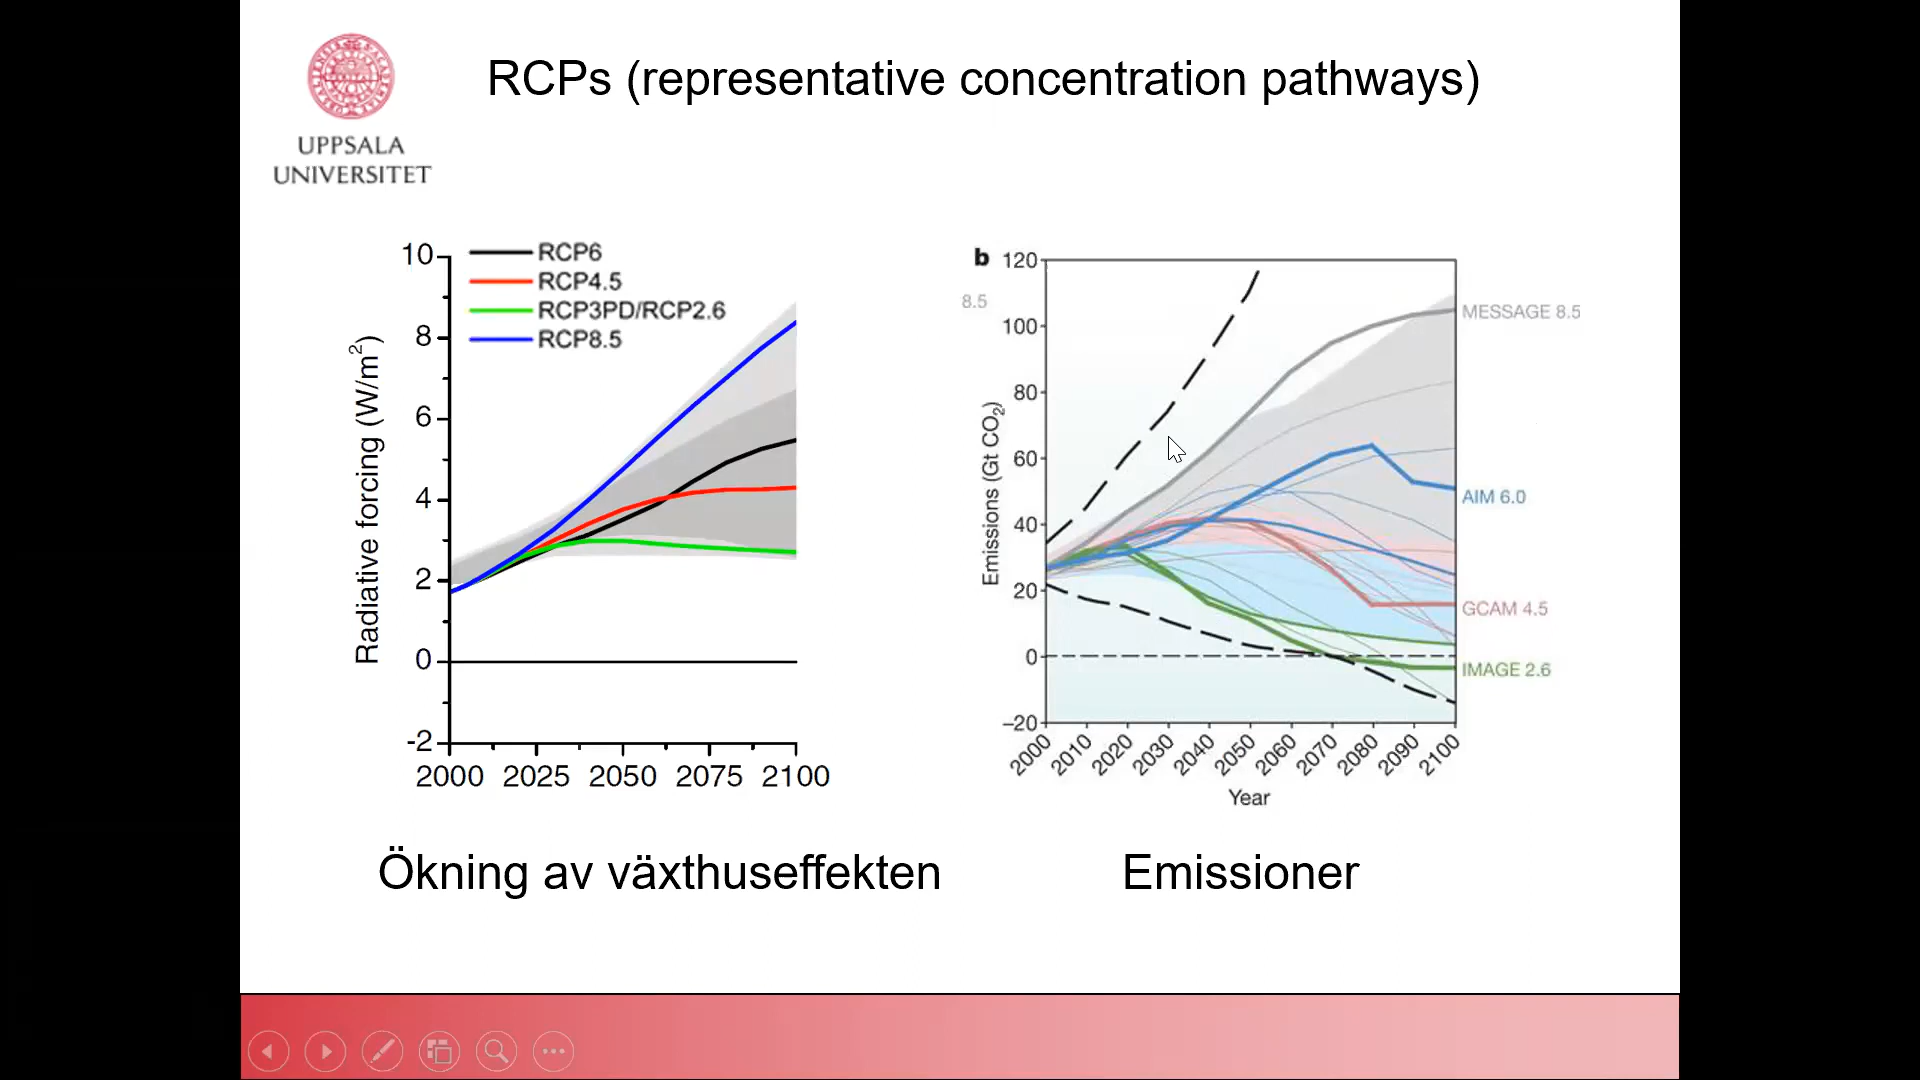 RCPs (representative concentration pathways)
UPPSALA
UNIVERSITET
RCP6
RCP4.5
RCP3PD/RCP2.6
RCP8.5
Radiative forcing (W/m²)
10
8
6
4
2
0
-2
2000 2025 2050 2075 2100
b
8.5
Emissions (Gt CO₂)
120
100
80
60
40
20
0
–20
2000 2010 2020 2030 2040 2050 2060 2070 2080 2090 2100
Year
MESSAGE 8.5
AIM 6.0
GCAM 4.5
IMAGE 2.6
Ökning av växthuseffekten
Emissioner